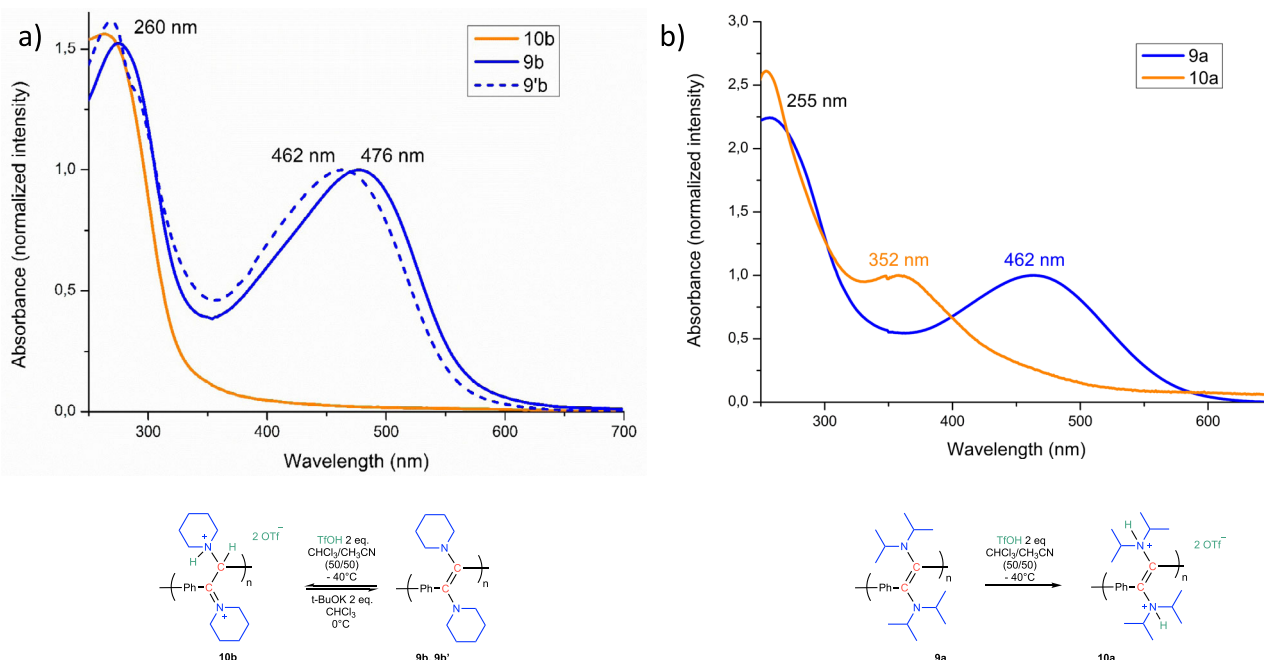 a)
260 nm
10b
9b
9'b
462 nm
476 nm
1,5
1,0
0,5
0,0
300
400
500
600
700
Absorbance (normalized intensity)
Wavelength (nm)
b)
9a
10a
255 nm
352 nm
462 nm
3,0
2,5
2,0
1,5
1,0
0,5
0,0
300
400
500
600
Absorbance (normalized intensity)
Wavelength (nm)
2 OTf⁻
N
+
H
H
C
n
Ph
C
N
+
10b
TfOH 2 eq.
CHCl₃/CH₃CN
(50/50)
- 40°C
t-BuOK 2 eq.
CHCl₃
0°C
N
C
n
Ph
C
N
9b, 9b'
N
C
n
Ph
C
N
9a
TfOH 2 eq
CHCl₃/CH₃CN
(50/50)
- 40°C
H
N
+
2 OTf⁻
C
n
Ph
C
+
N
H
10a